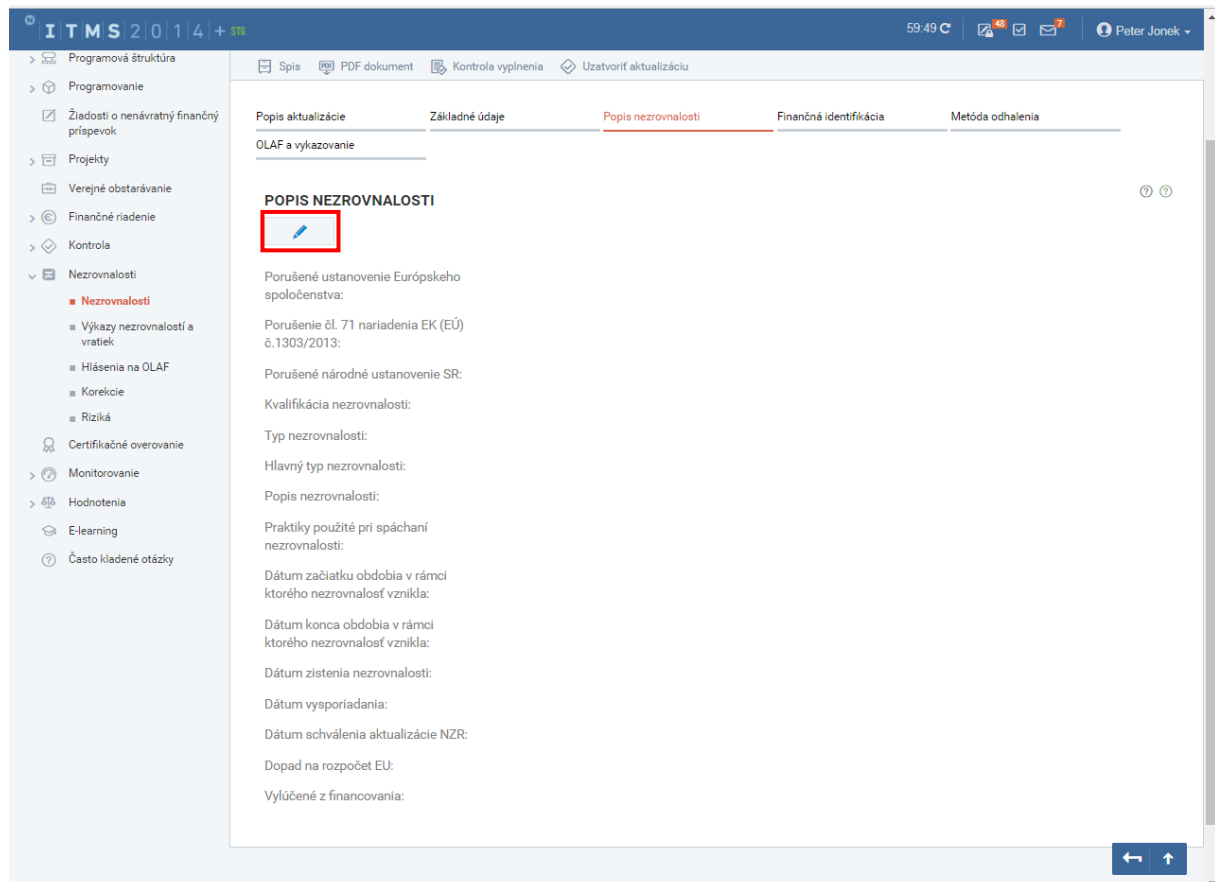 ITMS2014+ STG
59:49
48
7
Peter Jonek
Programová štruktúra
Programovanie
Žiadosti o nenávratný finančný
príspevok
Projekty
Verejné obstarávanie
Finančné riadenie
Kontrola
Nezrovnalosti
Nezrovnalosti
Výkazy nezrovnalostí a
vratiek
Hlásenia na OLAF
Korekcie
Riziká
Certifikačné overovanie
Monitorovanie
Hodnotenia
E-learning
Často kladené otázky
Spis
PDF dokument
Kontrola vyplnenia
Uzatvoriť aktualizáciu
Popis aktualizácie
Základné údaje
Popis nezrovnalosti
Finančná identifikácia
Metóda odhalenia
OLAF a vykazovanie
POPIS NEZROVNALOSTI
Porušené ustanovenie Európskeho
spoločenstva:
Porušenie čl. 71 nariadenia EK (EÚ)
č.1303/2013:
Porušené národné ustanovenie SR:
Kvalifikácia nezrovnalosti:
Typ nezrovnalosti:
Hlavný typ nezrovnalosti:
Popis nezrovnalosti:
Praktiky použité pri spáchaní
nezrovnalosti:
Dátum začiatku obdobia v rámci
ktorého nezrovnalosť vznikla:
Dátum konca obdobia v rámci
ktorého nezrovnalosť vznikla:
Dátum zistenia nezrovnalosti:
Dátum vysporiadania:
Dátum schválenia aktualizácie NZR:
Dopad na rozpočet EU:
Vylúčené z financovania: